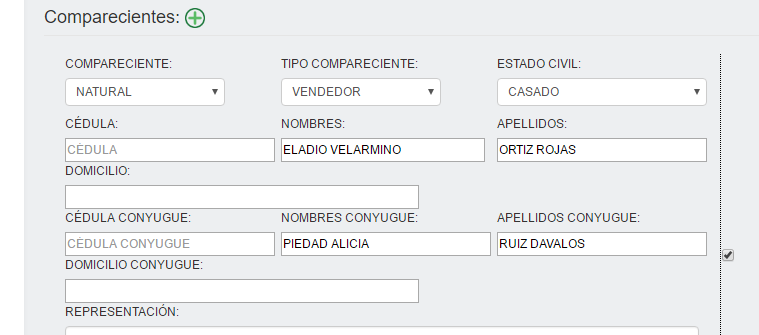 Comparecientes:
COMPARECIENTE: TIPO COMPARECIENTE: ESTADO CIVIL:
NATURAL VENDEDOR CASADO
CÉDULA: NOMBRES: APELLIDOS:
CÉDULA ELADIO VELARMINO ORTIZ ROJAS
DOMICILIO:
CÉDULA CONYUGUE: NOMBRES CONYUGUE: APELLIDOS CONYUGUE:
CÉDULA CONYUGUE PIEDAD ALICIA RUIZ DAVALOS
DOMICILIO CONYUGUE:
REPRESENTACIÓN: